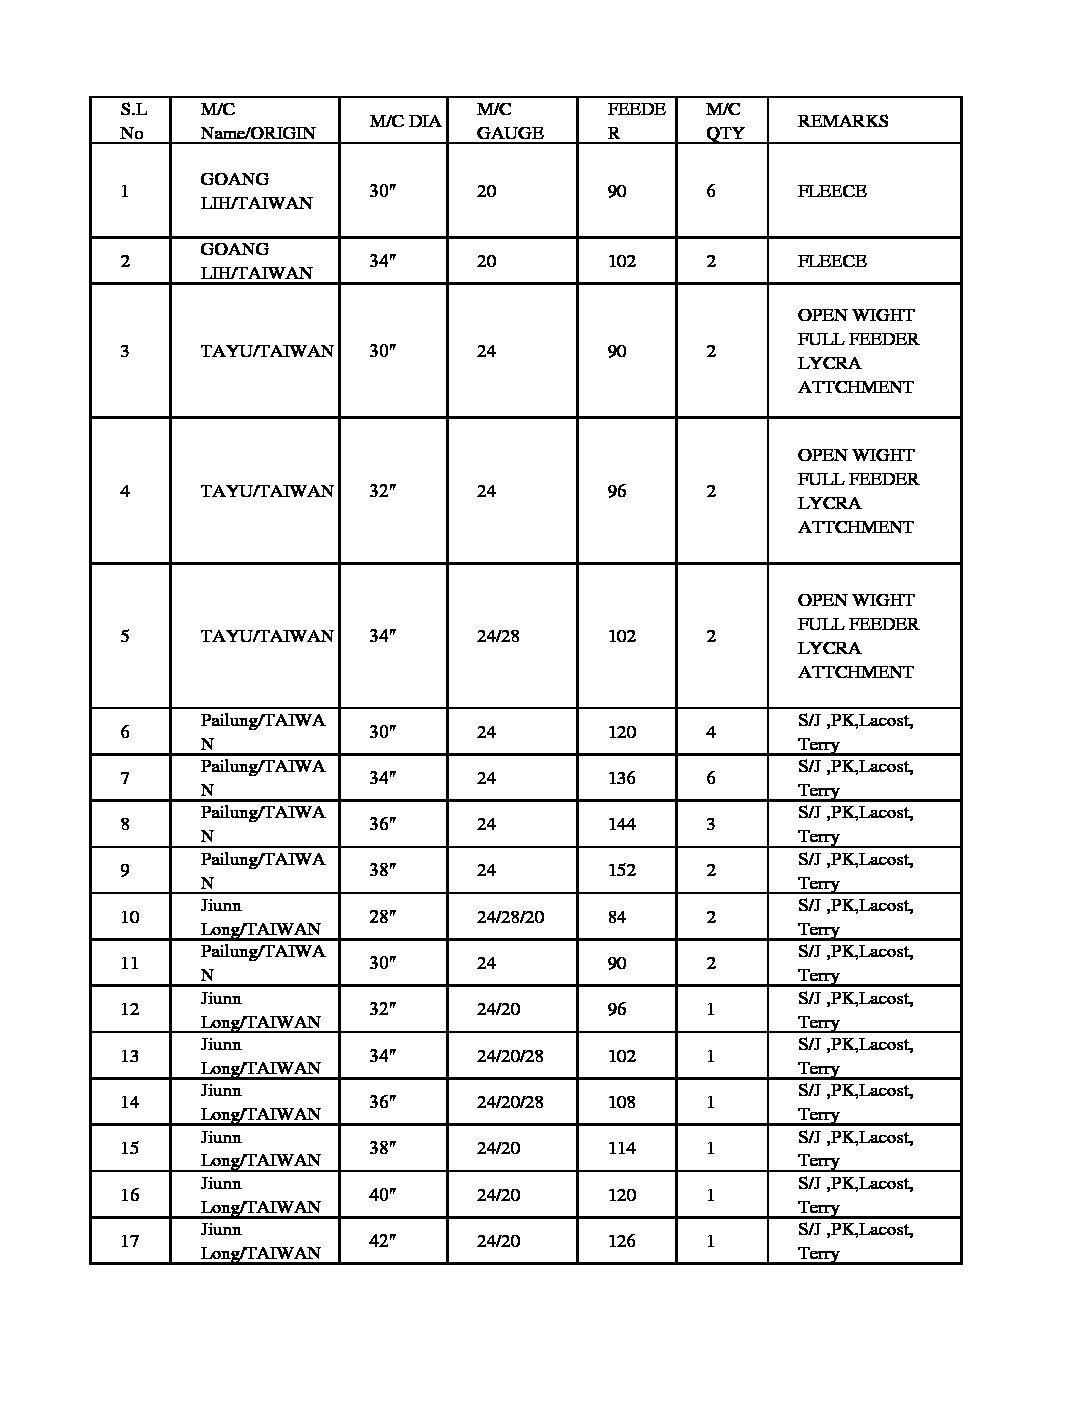 S.L No | M/C Name/ORIGIN | M/C DIA | M/C GAUGE | FEEDE R | M/C QTY | REMARKS
1 | GOANG LIH/TAIWAN | 30" | 20 | 90 | 6 | FLEECE
2 | GOANG LIH/TAIWAN | 34" | 20 | 102 | 2 | FLEECE
3 | TAYU/TAIWAN | 30" | 24 | 90 | 2 | OPEN WIGHT FULL FEEDER LYCRA ATTCHMENT
4 | TAYU/TAIWAN | 32" | 24 | 96 | 2 | OPEN WIGHT FULL FEEDER LYCRA ATTCHMENT
5 | TAYU/TAIWAN | 34" | 24/28 | 102 | 2 | OPEN WIGHT FULL FEEDER LYCRA ATTCHMENT
6 | Pailung/TAIWA N | 30" | 24 | 120 | 4 | S/J ,PK,Lacost, Terry
7 | Pailung/TAIWA N | 34" | 24 | 136 | 6 | S/J ,PK,Lacost, Terry
8 | Pailung/TAIWA N | 36" | 24 | 144 | 3 | S/J ,PK,Lacost, Terry
9 | Pailung/TAIWA N | 38" | 24 | 152 | 2 | S/J ,PK,Lacost, Terry
10 | Jiunn Long/TAIWAN | 28" | 24/28/20 | 84 | 2 | S/J ,PK,Lacost, Terry
11 | Pailung/TAIWA N | 30" | 24 | 90 | 2 | S/J ,PK,Lacost, Terry
12 | Jiunn Long/TAIWAN | 32" | 24/20 | 96 | 1 | S/J ,PK,Lacost, Terry
13 | Jiunn Long/TAIWAN | 34" | 24/20/28 | 102 | 1 | S/J ,PK,Lacost, Terry
14 | Jiunn Long/TAIWAN | 36" | 24/20/28 | 108 | 1 | S/J ,PK,Lacost, Terry
15 | Jiunn Long/TAIWAN | 38" | 24/20 | 114 | 1 | S/J ,PK,Lacost, Terry
16 | Jiunn Long/TAIWAN | 40" | 24/20 | 120 | 1 | S/J ,PK,Lacost, Terry
17 | Jiunn Long/TAIWAN | 42" | 24/20 | 126 | 1 | S/J ,PK,Lacost, Terry